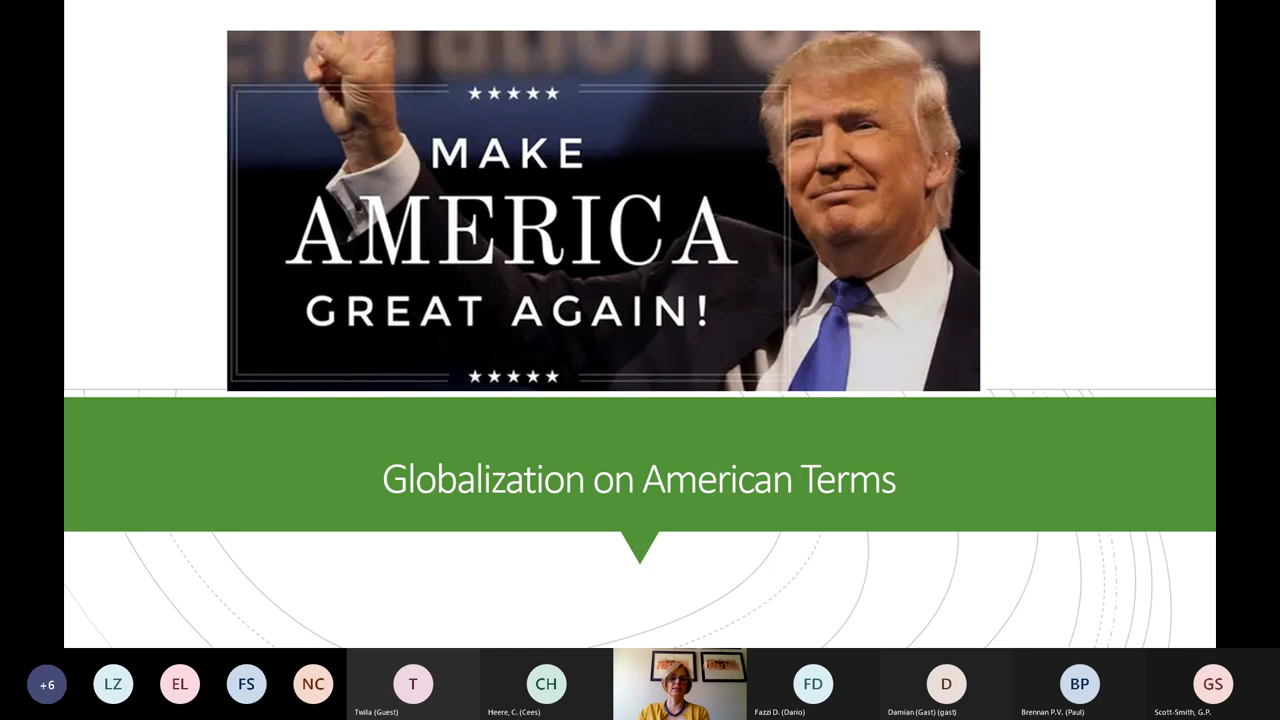 MAKE
AMERICA
GREAT AGAIN!
Globalization on American Terms
+6
LZ
EL
FS
NC
T
CH
FD
D
BP
GS
Twila (Guest)
Heere, C. (Cees)
Fazzi D. (Dario)
Damian (Gast) (gast)
Brennan P.V. (Paul)
Scott-Smith, G.P.